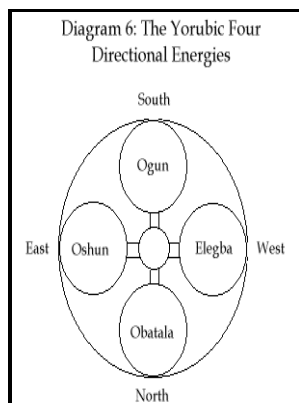 Diagram 6: The Yorubic Four
Directional Energies
South
Ogun
East Oshun Elegba West
Obatala
North